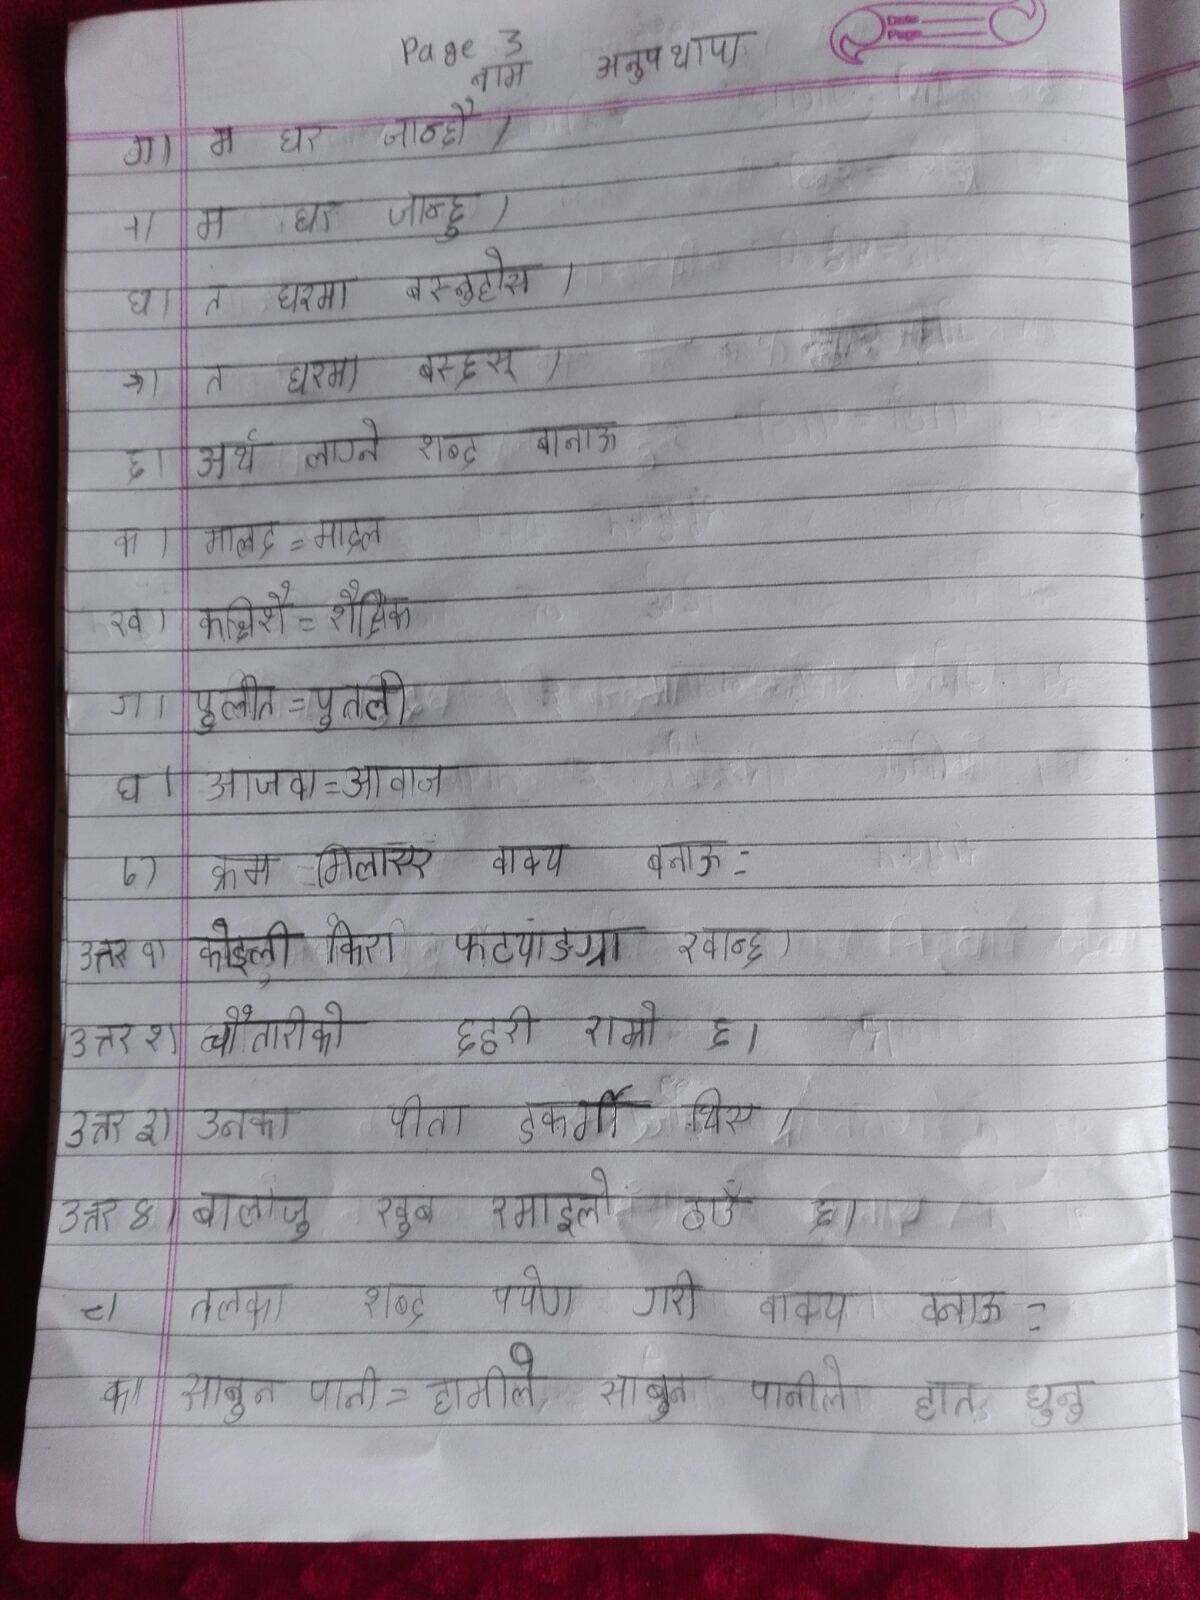 Date
Page
Page 3
नाम अनुप थापा
ग। म घर जान्छौ।
म घर जान्छु।
घ। त घरमा बस्नुहोस।
त घरमा बस्छस्।
६। अर्थ लाग्ने शब्द बानाऊ
क। मालद = मादल
ख। कक्षिशै = शैक्षिक
ग। पुलीत = पुतली
घ। आजवा = आवाज
७) क्रम मिलाएर वाक्य बनाऊ =
उत्तर १) कोइली किरा फटयाङग्रा खान्छ।
उत्तर २) चौतारीको छहरी राम्रो छ।
उत्तर ३) उनका पीता डकर्मी थिए।
उत्तर ४) बालाजु खुब रमाइलो ठाउँ छ।
८। तलका शब्द पयोग गरी वाक्य बनाऊ =
क। साबुन पानी = हामीले साबुन पानीले हात धुनु